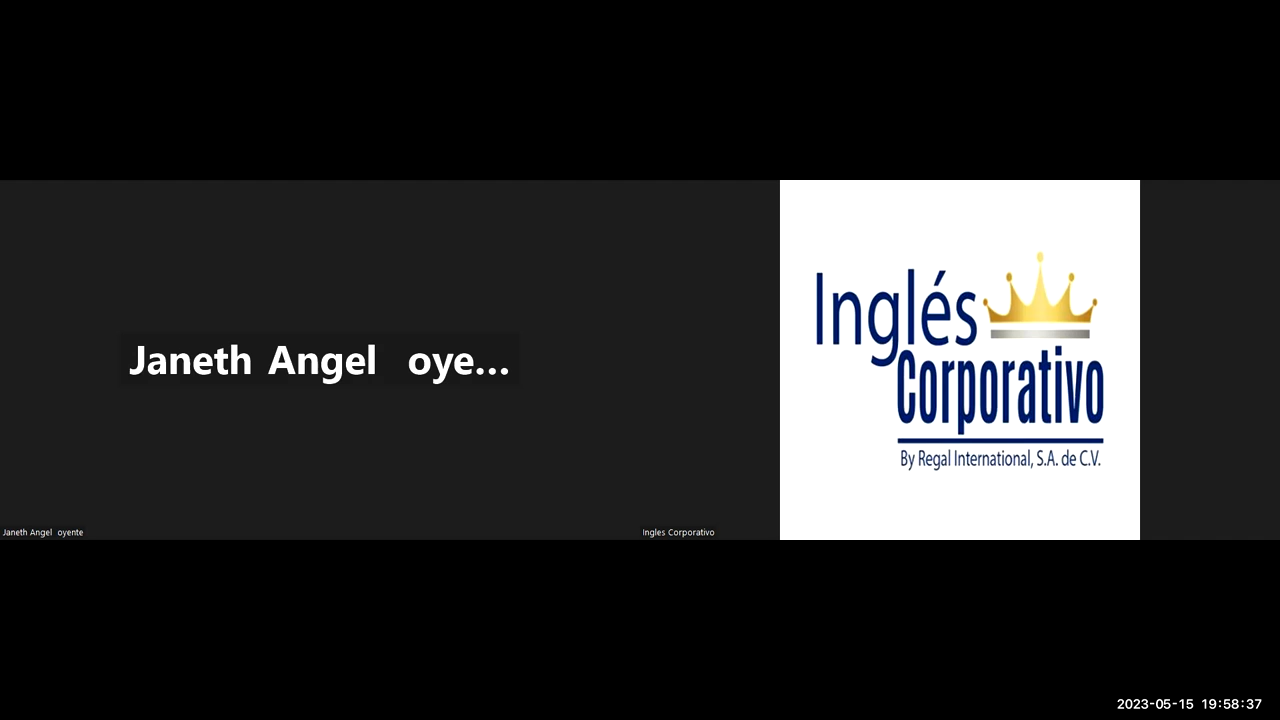 Janeth Angel oye...
Inglés
Corporativo
By Regal International, S.A. de C.V.
Janeth Angel oyente
Ingles Corporativo
2023-05-15 19:58:37